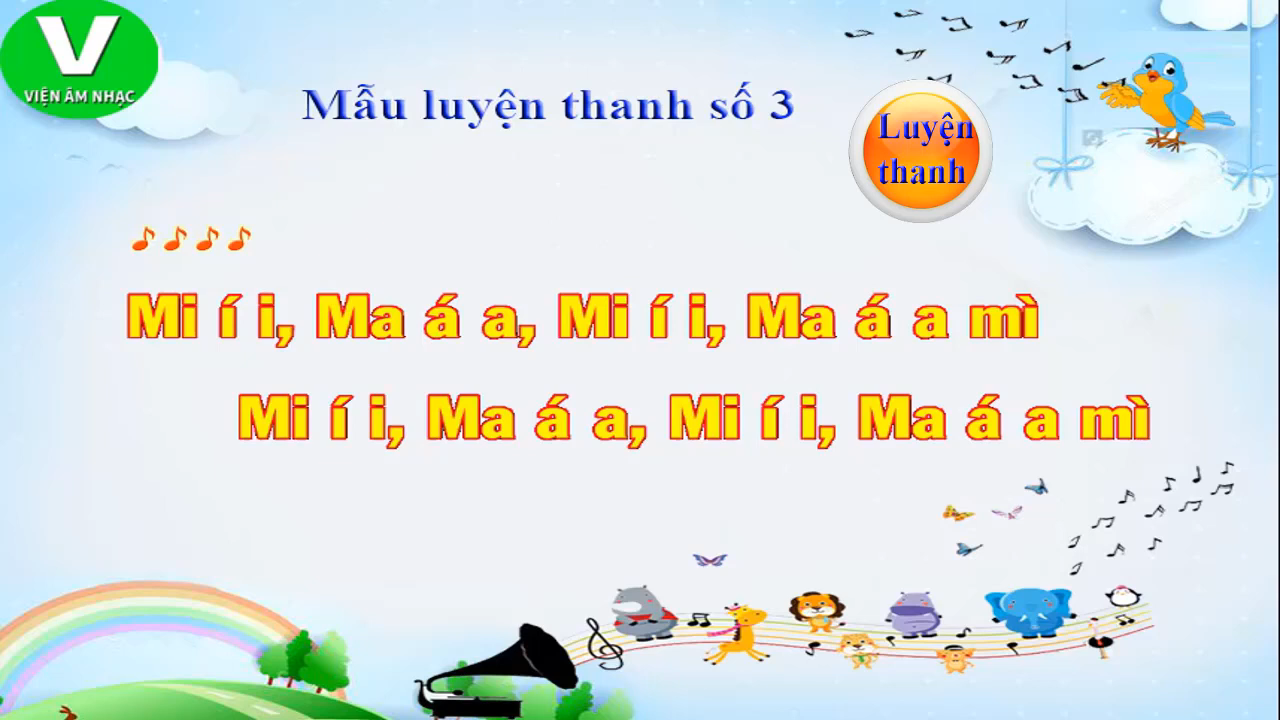 V
VIỆN ÂM NHẠC
Mẫu luyện thanh số 3
Luyện
thanh
Mi í i, Ma á a, Mi í i, Ma á a mì
Mi í i, Ma á a, Mi í i, Ma á a mì